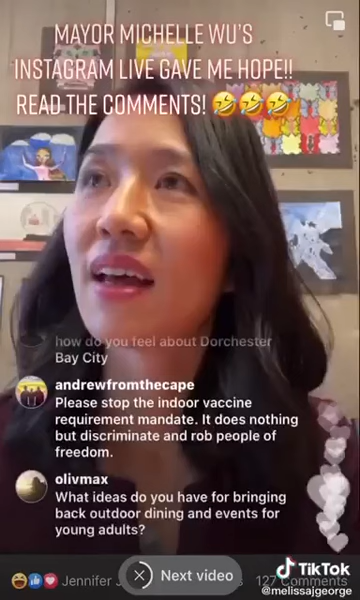 MAYOR MICHELLE WU'S
INSTAGRAM LIVE GAVE ME HOPE!!
READ THE COMMENTS! 🤣🤣🤣
how do you feel about Dorchester
Bay City
andrewfromthecape
Please stop the indoor vaccine
requirement mandate. It does nothing
but discriminate and rob people of
freedom.
olivmax
What ideas do you have for bringing
back outdoor dining and events for
young adults?
Jennifer
Next video
127 Comments
TikTok
@melissajgeorge